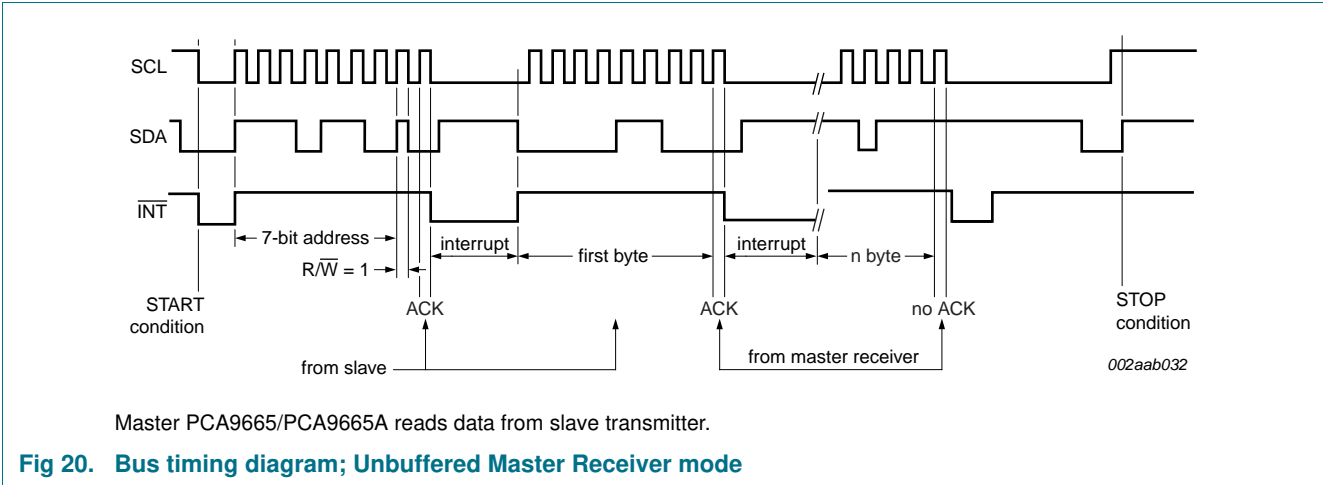 SCL
SDA
INT
7-bit address
interrupt
first byte
interrupt
n byte
R/W = 1
START
condition
ACK
ACK
no ACK
STOP
condition
from slave
from master receiver
002aab032
Master PCA9665/PCA9665A reads data from slave transmitter.
Fig 20. Bus timing diagram; Unbuffered Master Receiver mode